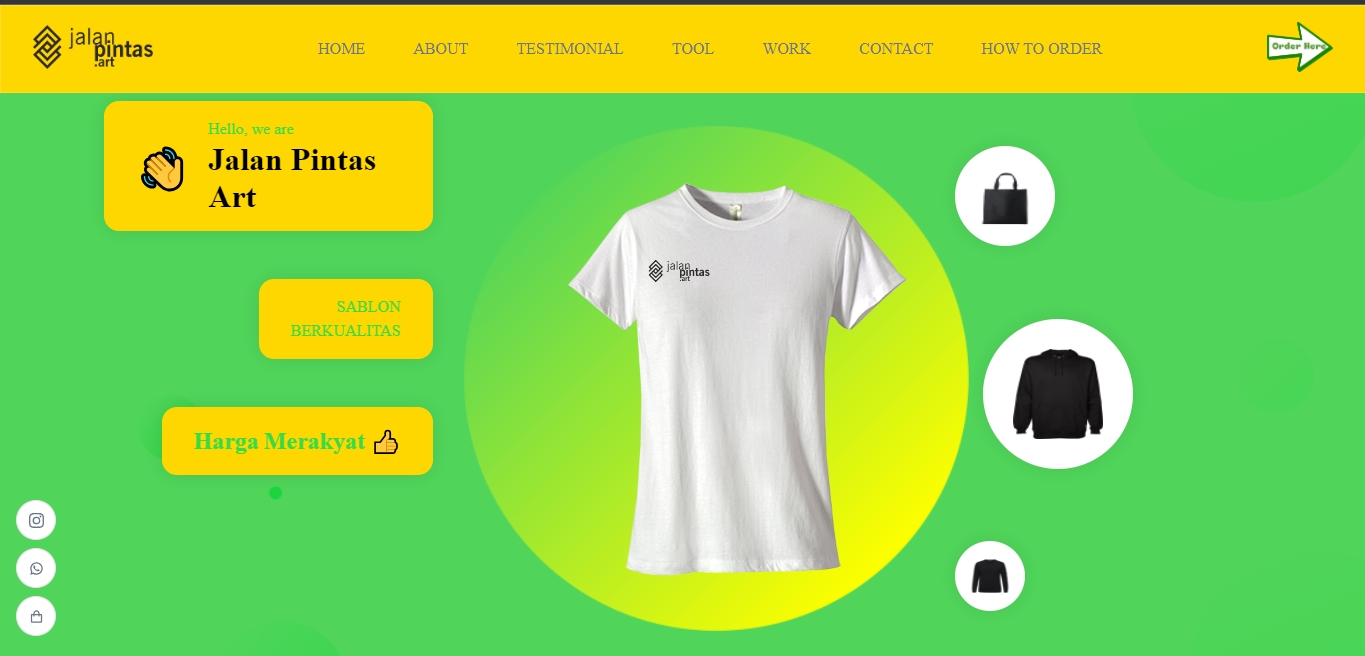 jalan
pintas
.art
HOME
ABOUT
TESTIMONIAL
TOOL
WORK
CONTACT
HOW TO ORDER
Order Here
Hello, we are
Jalan Pintas
Art
SABLON
BERKUALITAS
Harga Merakyat
jalan
pintas
.art